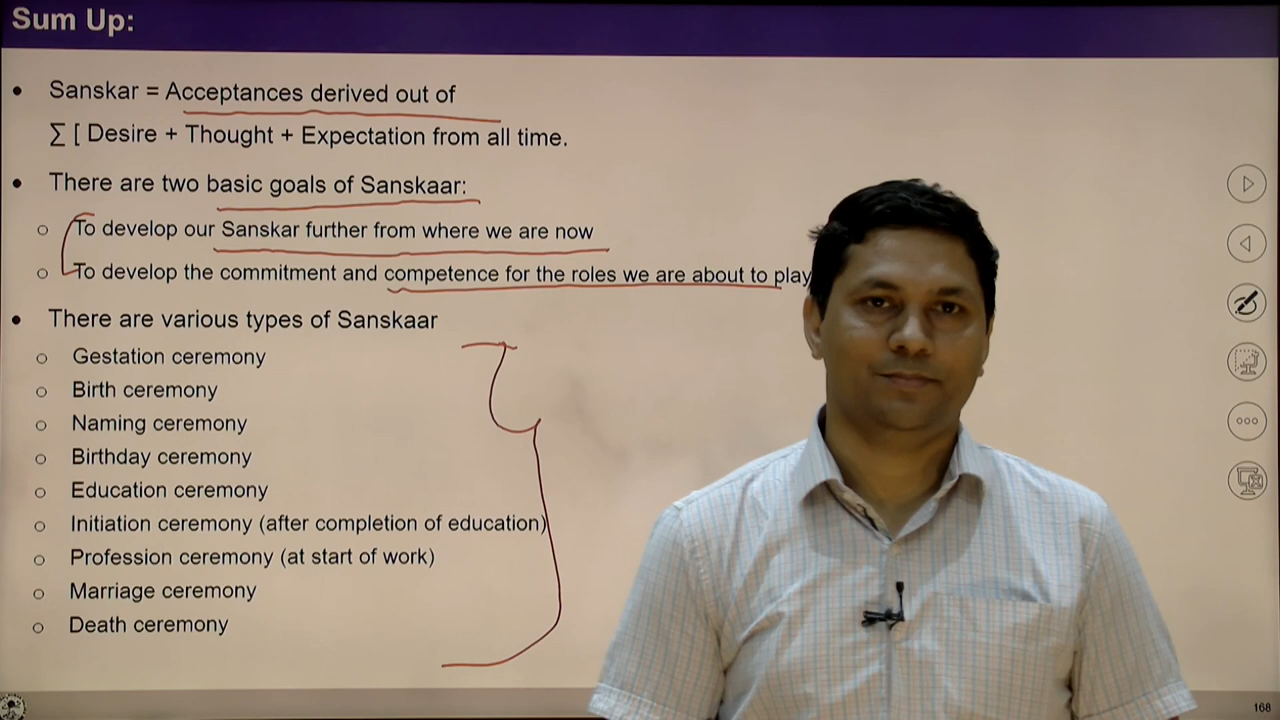 Sum Up:
Sanskar = Acceptances derived out of
∑ [ Desire + Thought + Expectation from all time.
There are two basic goals of Sanskaar:
To develop our Sanskar further from where we are now
To develop the commitment and competence for the roles we are about to play
There are various types of Sanskaar
Gestation ceremony
Birth ceremony
Naming ceremony
Birthday ceremony
Education ceremony
Initiation ceremony (after completion of education)
Profession ceremony (at start of work)
Marriage ceremony
Death ceremony
168